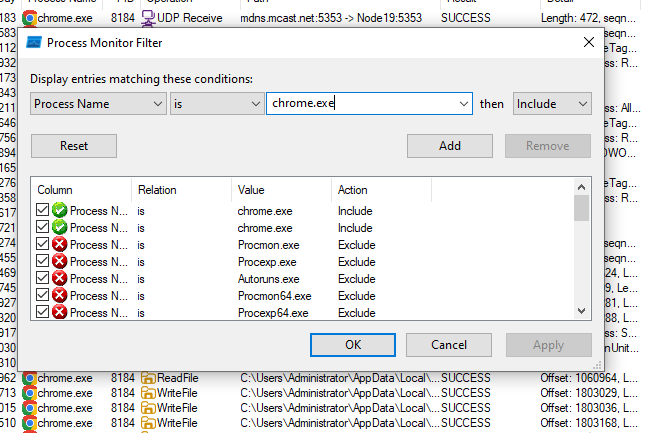 183 chrome.exe 8184 UDP Receive mdns.mcast.net:5353 -> Node19:5353 SUCCESS Length: 472, seqn...
Process Monitor Filter
Display entries matching these conditions:
Process Name is chrome.exe then Include
Reset Add Remove
Column Relation Value Action
Process N... is chrome.exe Include
Process N... is chrome.exe Include
Process N... is Procmon.exe Exclude
Process N... is Procexp.exe Exclude
Process N... is Autoruns.exe Exclude
Process N... is Procmon64.exe Exclude
Process N... is Procexp64.exe Exclude
OK Cancel Apply
962 chrome.exe 8184 ReadFile C:\Users\Administrator\AppData\Local\... SUCCESS Offset: 1060964, L...
713 chrome.exe 8184 WriteFile C:\Users\Administrator\AppData\Local\... SUCCESS Offset: 1803029, L...
015 chrome.exe 8184 WriteFile C:\Users\Administrator\AppData\Local\... SUCCESS Offset: 1803036, L...
510 chrome.exe 8184 WriteFile C:\Users\Administrator\AppData\Local\... SUCCESS Offset: 1803168, L...